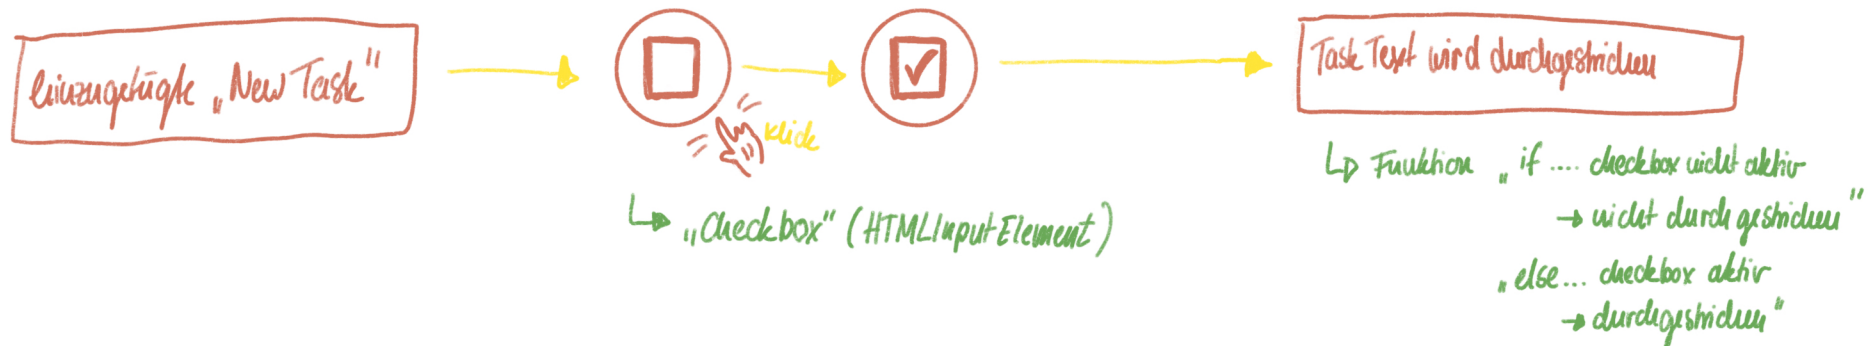 hinzugefügte „New Task"
klick
Task Text wird durchgestrichen
↳ „Checkbox" (HTMLInputElement)
↳ Funktion „if .... checkbox nicht aktiv
→ nicht durchgestrichen"
„else... checkbox aktiv
→ durchgestrichen"